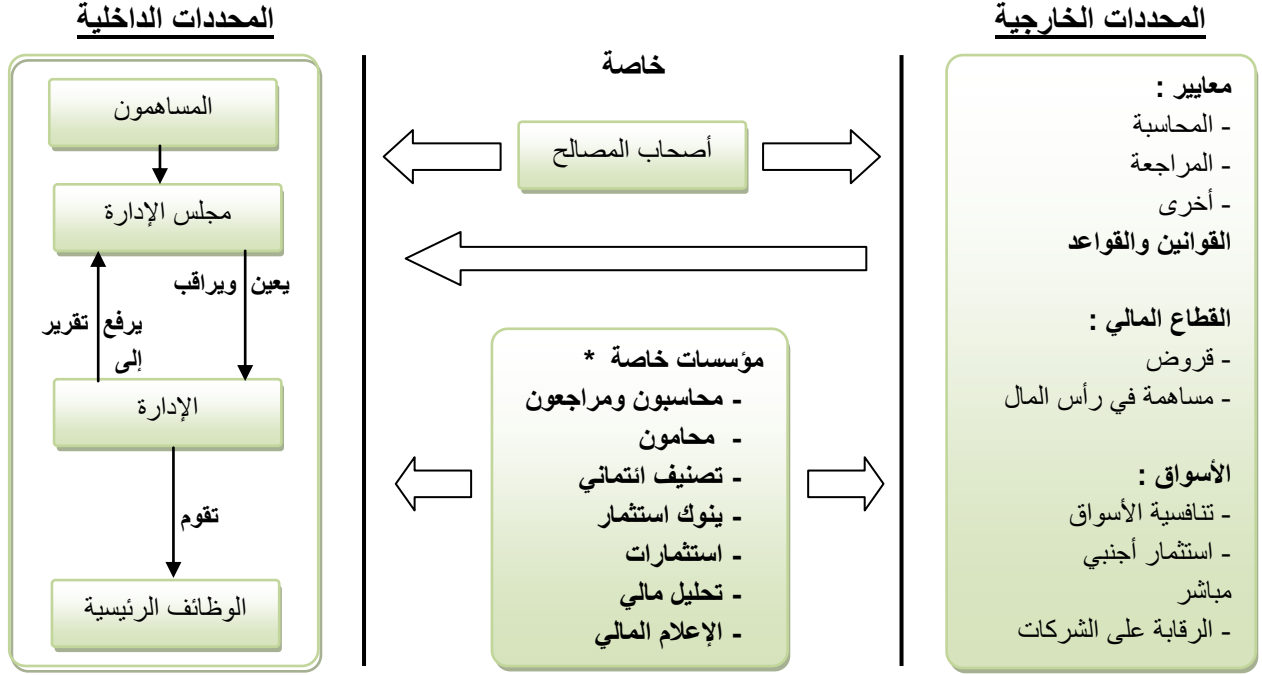 المحددات الخارجية
معايير :
- المحاسبة
- المراجعة
- أخرى
القوانين والقواعد
القطاع المالي :
- قروض
- مساهمة في رأس المال
الأسواق :
- تنافسية الأسواق
- استثمار أجنبي
مباشر
- الرقابة على الشركات
خاصة
أصحاب المصالح
مؤسسات خاصة *
- محاسبون ومراجعون
- محامون
- تصنيف ائتماني
- ينوك استثمار
- استثمارات
- تحليل مالي
- الإعلام المالي
المحددات الداخلية
المساهمون
مجلس الإدارة
يعين ويراقب
يرفع تقرير
إلى
الإدارة
تقوم
الوظائف الرئيسية